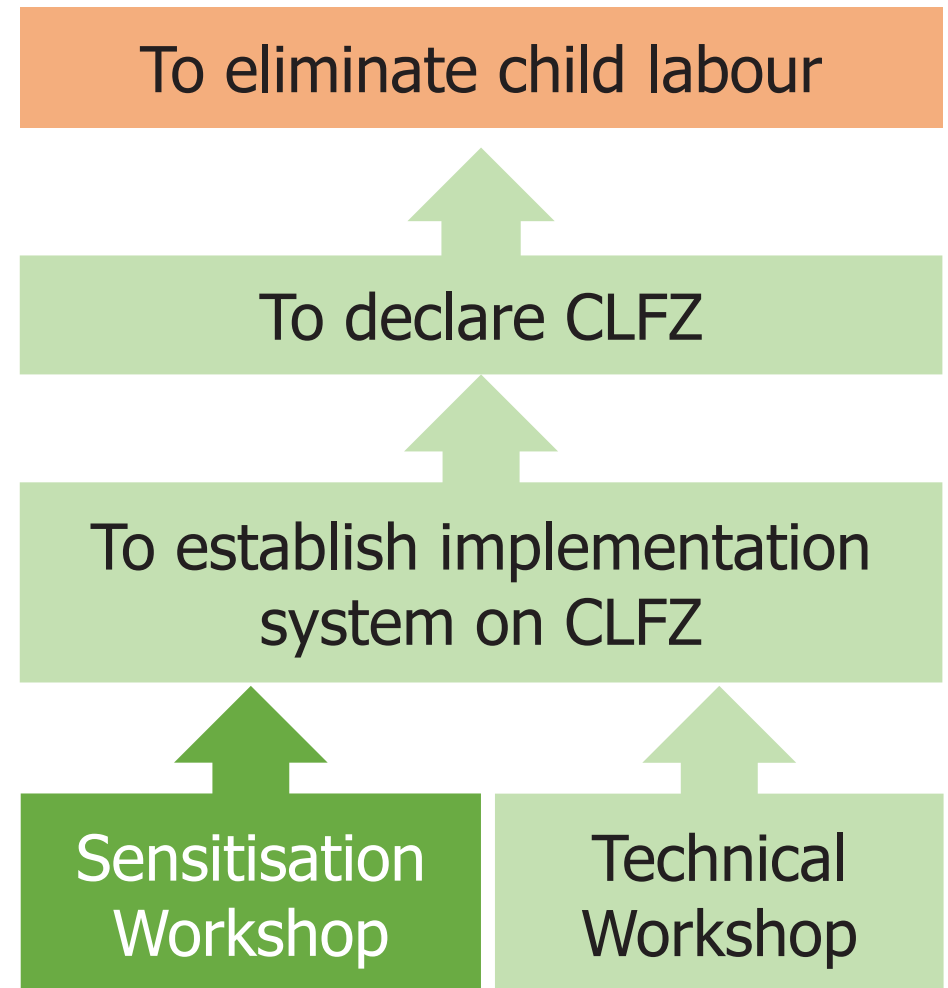 To eliminate child labour
To declare CLFZ
To establish implementation
system on CLFZ
Sensitisation
Workshop
Technical
Workshop